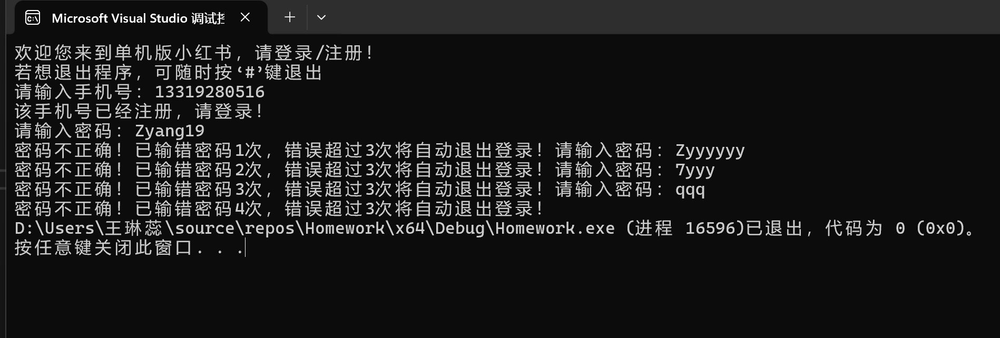 Microsoft Visual Studio 调试控
欢迎您来到单机版小红书，请登录/注册！
若想退出程序，可随时按‘#’键退出
请输入手机号：13319280516
该手机号已经注册，请登录！
请输入密码：Zyang19
密码不正确！已输错密码1次，错误超过3次将自动退出登录！请输入密码：Zyyyyyy
密码不正确！已输错密码2次，错误超过3次将自动退出登录！请输入密码：7yyy
密码不正确！已输错密码3次，错误超过3次将自动退出登录！请输入密码：qqq
密码不正确！已输错密码4次，错误超过3次将自动退出登录！
D:\Users\王琳蕊\source\repos\Homework\x64\Debug\Homework.exe (进程 16596)已退出，代码为 0 (0x0)。
按任意键关闭此窗口. . .